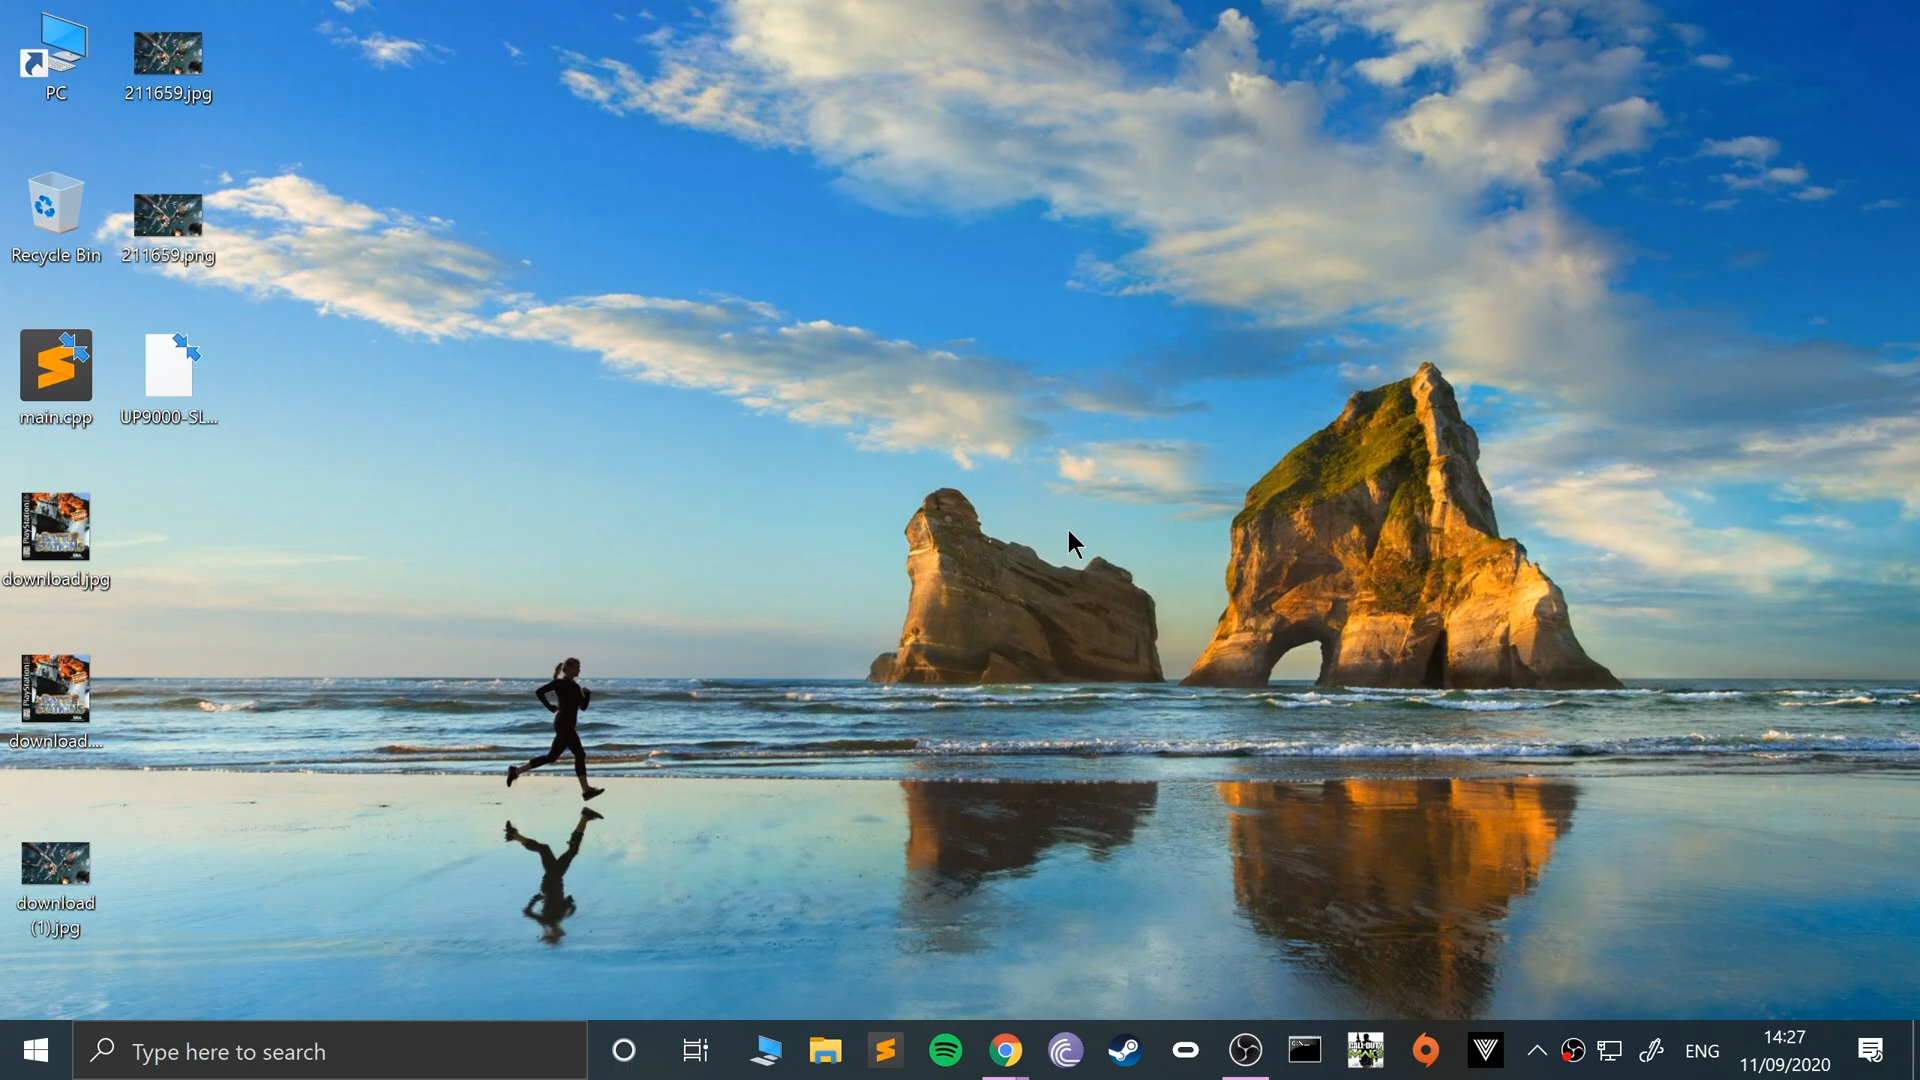 PC
211659.jpg
Recycle Bin
211659.png
main.cpp
UP9000-SL...
download.jpg
download....
download
(1).jpg
Type here to search
ENG
14:27
11/09/2020